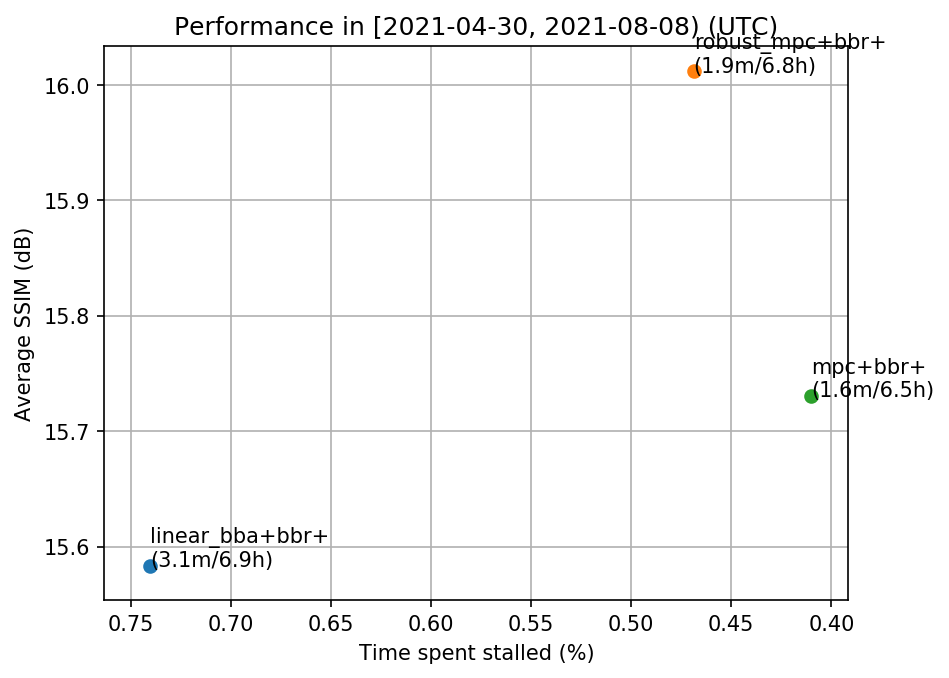 Performance in [2021-04-30, 2021-08-08) (UTC)
robust_mpc+bbr+
(1.9m/6.8h)
mpc+bbr+
(1.6m/6.5h)
linear_bba+bbr+
(3.1m/6.9h)
Average SSIM (dB)
16.0
15.9
15.8
15.7
15.6
0.75 0.70 0.65 0.60 0.55 0.50 0.45 0.40
Time spent stalled (%)